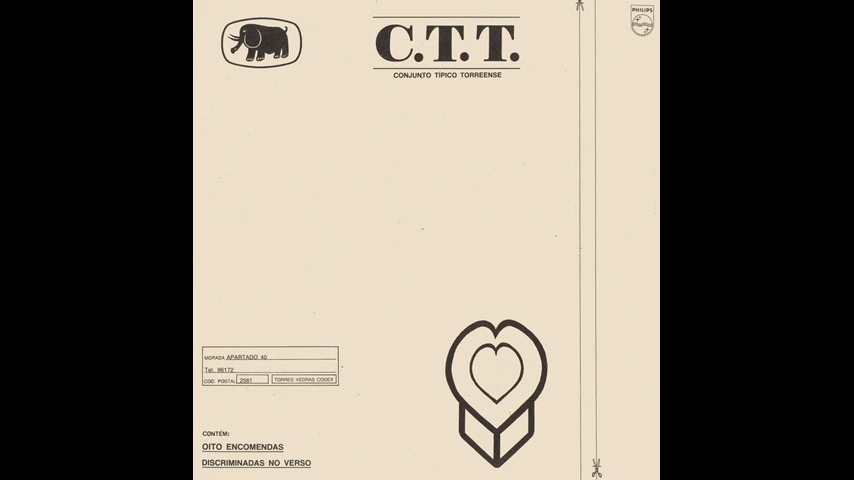 C.T.T.
CONJUNTO TÍPICO TORREENSE
PHILIPS
MORADA APARTADO 40
Tel. 96172
COD. POSTAL 2561 TORRES VEDRAS CODEX
CONTÉM:
OITO ENCOMENDAS
DISCRIMINADAS NO VERSO